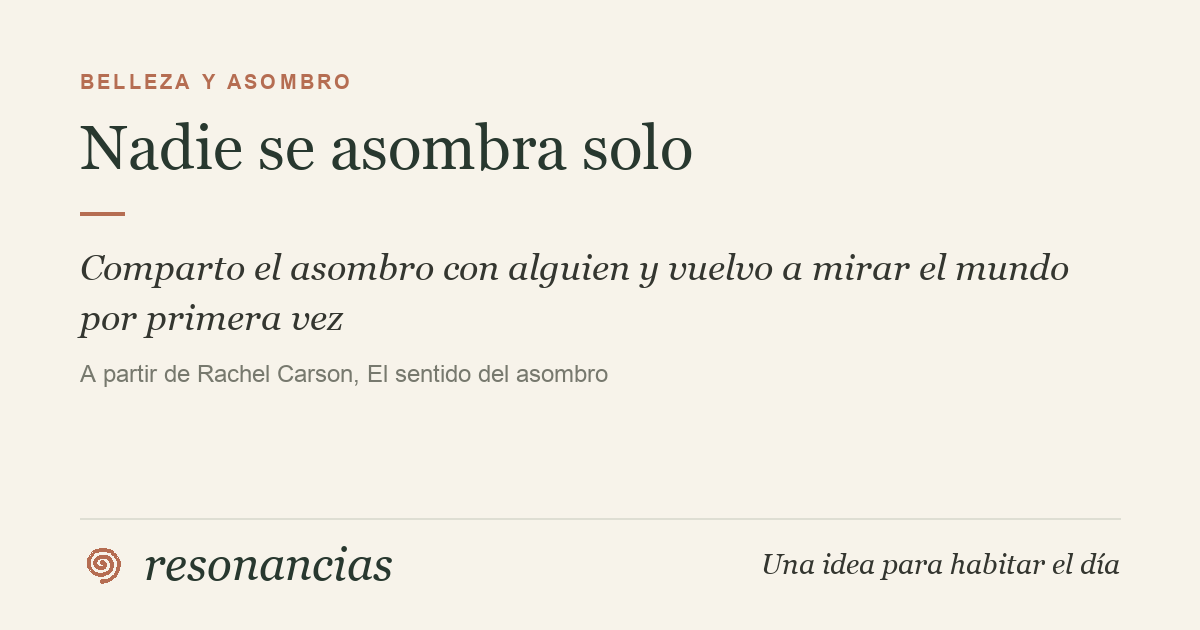 BELLEZA Y ASOMBRO
Nadie se asombra solo
Comparto el asombro con alguien y vuelvo a mirar el mundo
por primera vez
A partir de Rachel Carson, El sentido del asombro
resonancias
Una idea para habitar el día